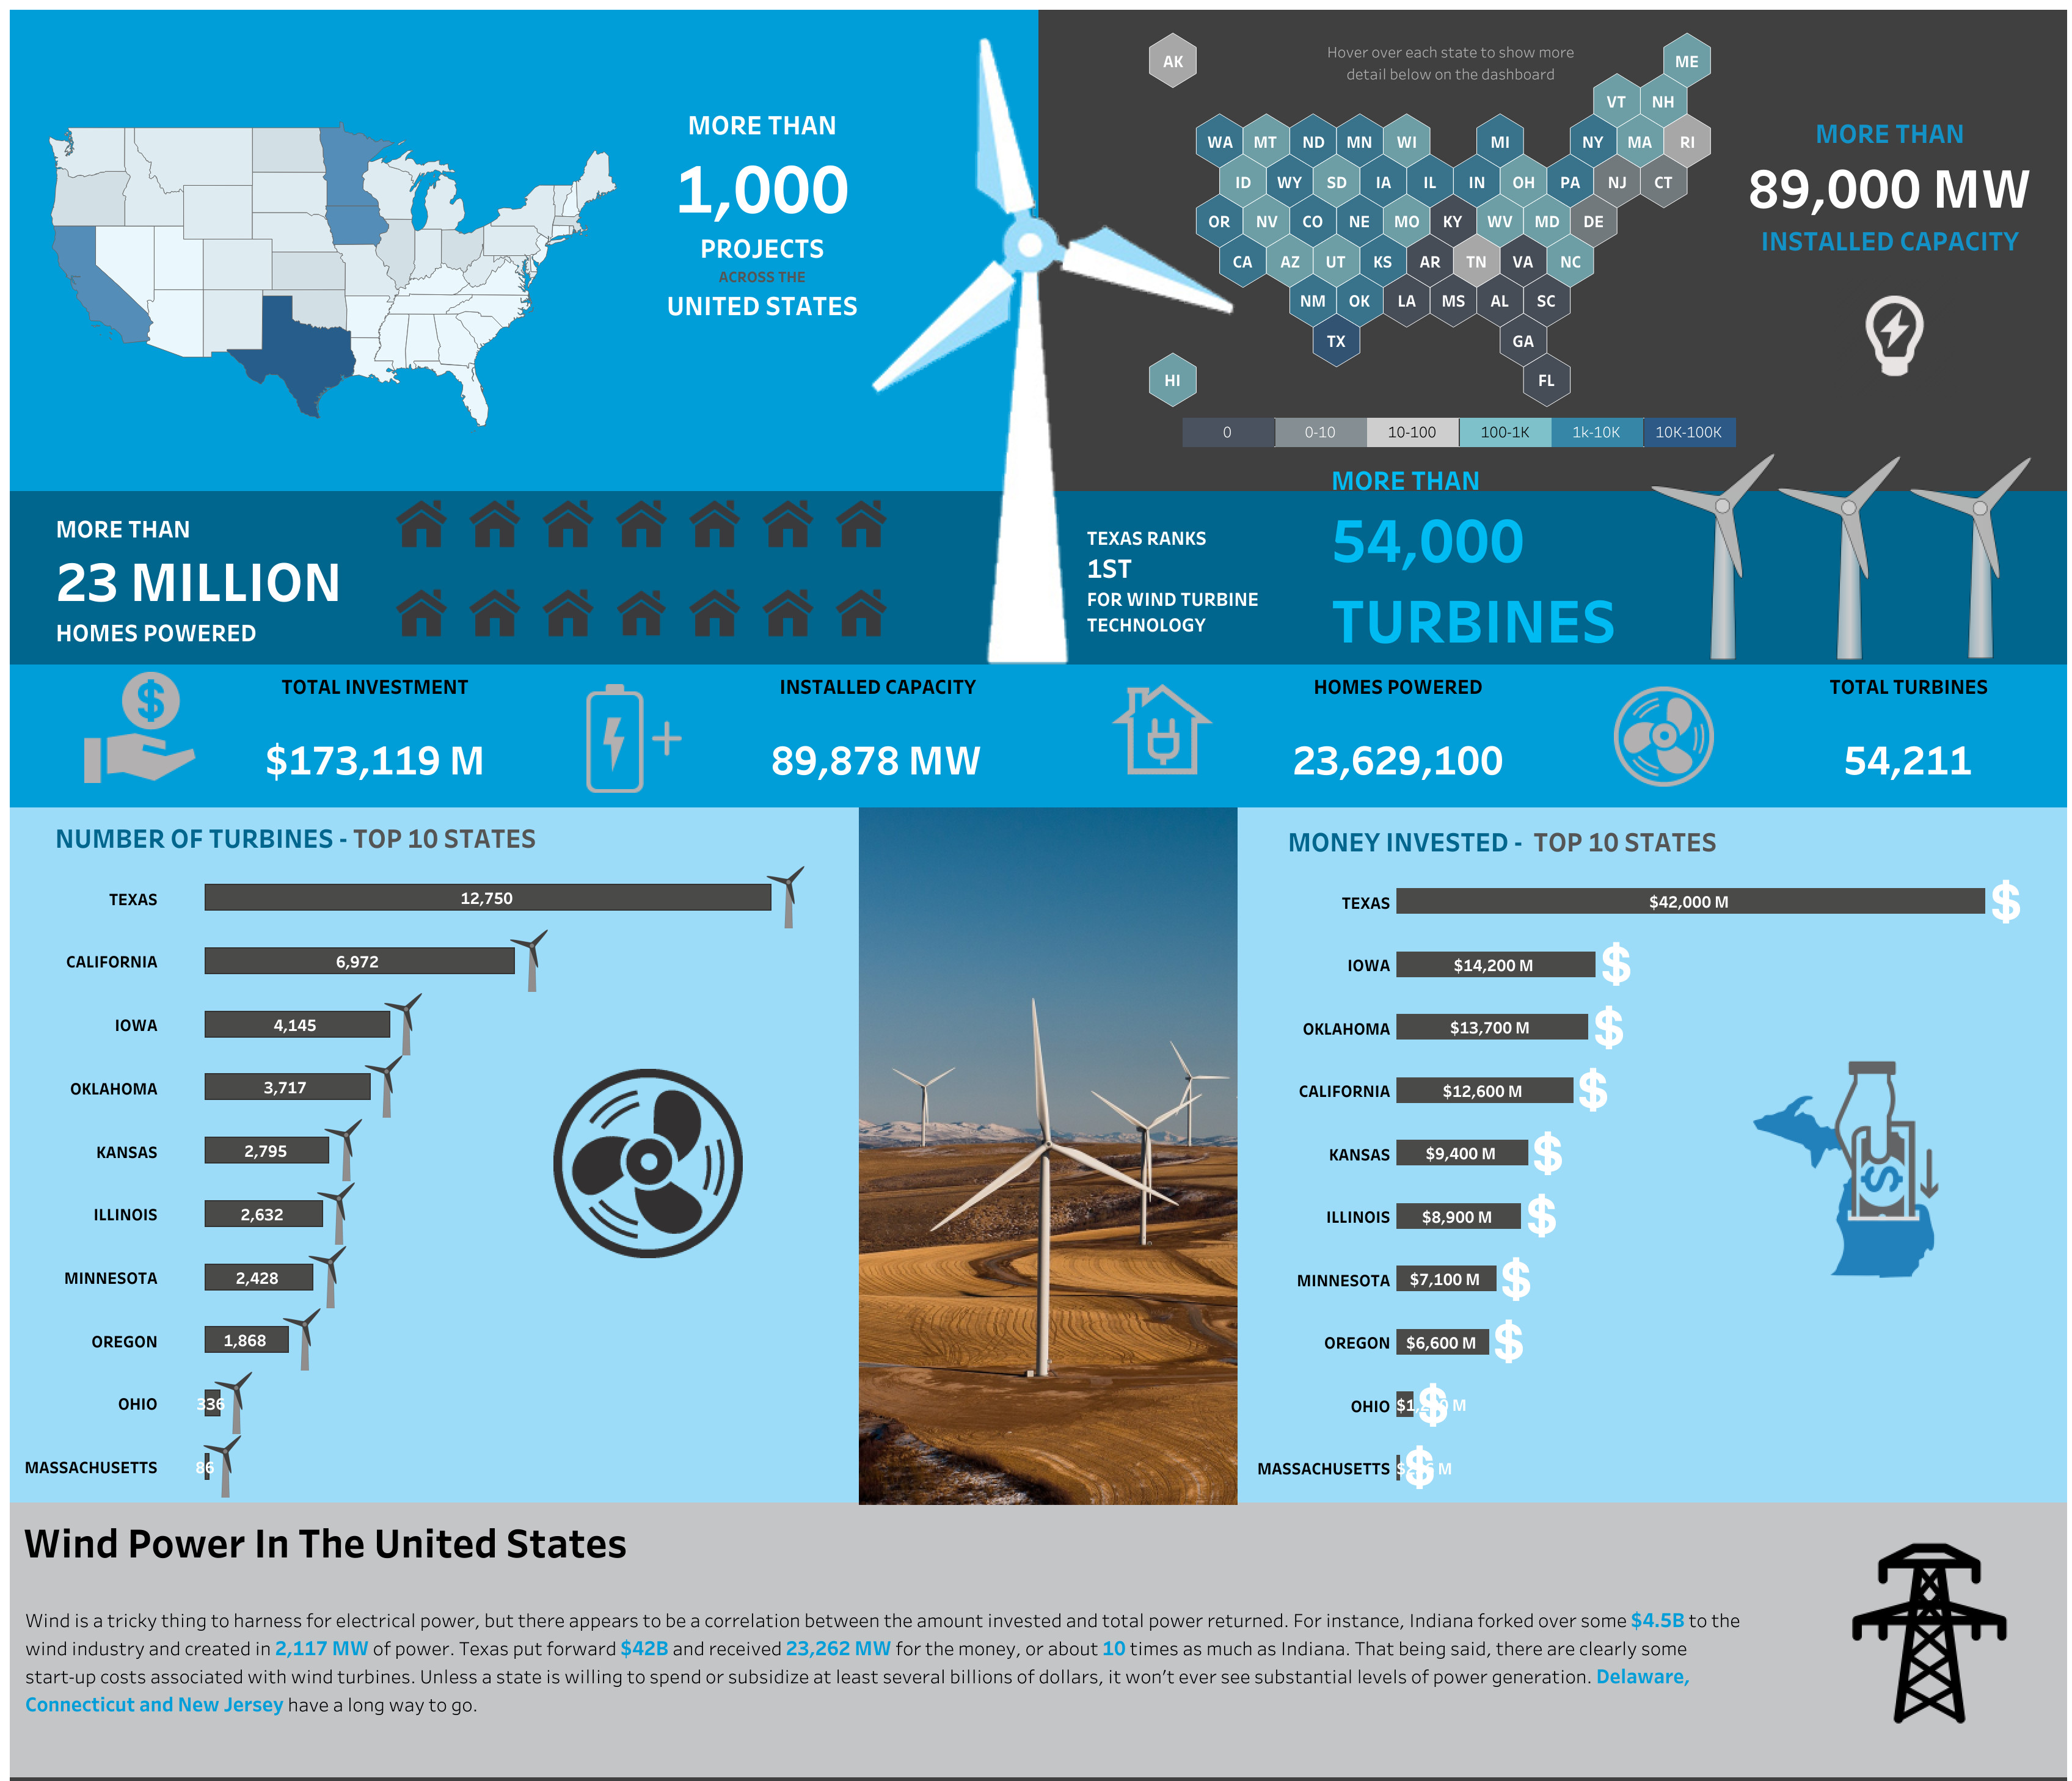 MORE THAN
1,000
PROJECTS
ACROSS THE
UNITED STATES
Hover over each state to show more
detail below on the dashboard
AK
ME
VT NH
WA MT ND MN WI MI NY MA RI
ID WY SD IA IL IN OH PA NJ CT
OR NV CO NE MO KY WV MD DE
CA AZ UT KS AR TN VA NC
NM OK LA MS AL SC
TX GA
HI FL
0 0-10 10-100 100-1K 1k-10K 10K-100K
MORE THAN
89,000 MW
INSTALLED CAPACITY
MORE THAN
23 MILLION
HOMES POWERED
TEXAS RANKS
1ST
FOR WIND TURBINE
TECHNOLOGY
MORE THAN
54,000
TURBINES
TOTAL INVESTMENT
$173,119 M
INSTALLED CAPACITY
89,878 MW
HOMES POWERED
23,629,100
TOTAL TURBINES
54,211
NUMBER OF TURBINES - TOP 10 STATES
TEXAS 12,750
CALIFORNIA 6,972
IOWA 4,145
OKLAHOMA 3,717
KANSAS 2,795
ILLINOIS 2,632
MINNESOTA 2,428
OREGON 1,868
OHIO 336
MASSACHUSETTS 86
MONEY INVESTED - TOP 10 STATES
TEXAS $42,000 M
IOWA $14,200 M
OKLAHOMA $13,700 M
CALIFORNIA $12,600 M
KANSAS $9,400 M
ILLINOIS $8,900 M
MINNESOTA $7,100 M
OREGON $6,600 M
OHIO M
MASSACHUSETTS M
Wind Power In The United States
Wind is a tricky thing to harness for electrical power, but there appears to be a correlation between the amount invested and total power returned. For instance, Indiana forked over some $4.5B to the
wind industry and created in 2,117 MW of power. Texas put forward $42B and received 23,262 MW for the money, or about 10 times as much as Indiana. That being said, there are clearly some
start-up costs associated with wind turbines. Unless a state is willing to spend or subsidize at least several billions of dollars, it won't ever see substantial levels of power generation. Delaware,
Connecticut and New Jersey have a long way to go.